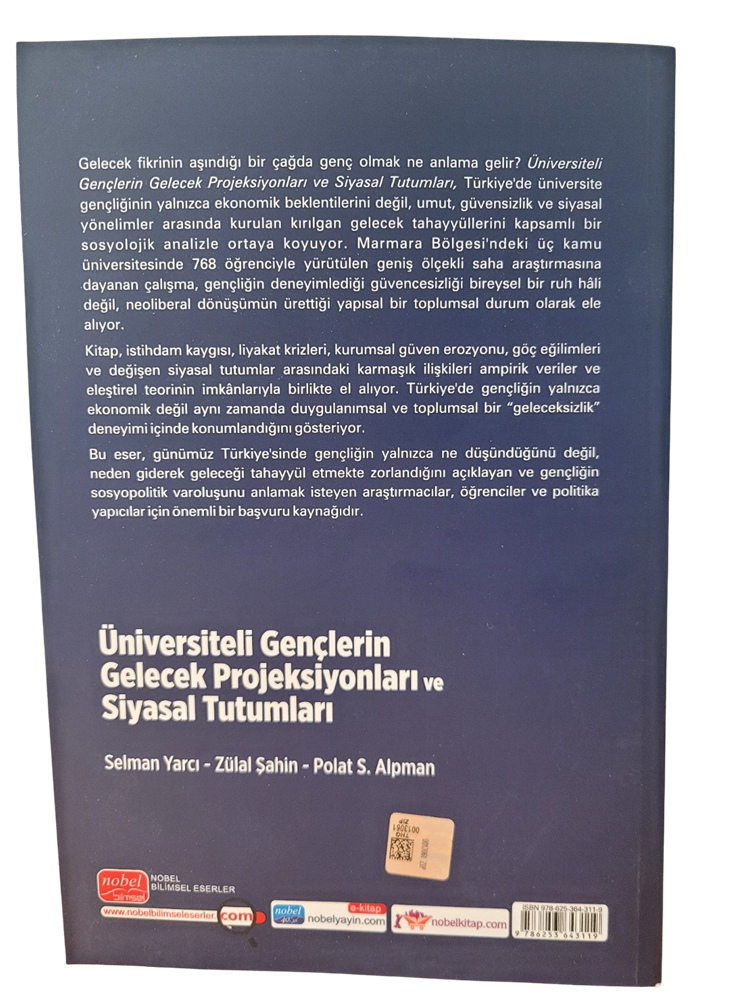 Gelecek fikrinin aşındığı bir çağda genç olmak ne anlama gelir? Üniversiteli
Gençlerin Gelecek Projeksiyonları ve Siyasal Tutumları, Türkiye'de üniversite
gençliğinin yalnızca ekonomik beklentilerini değil, umut, güvensizlik ve siyasal
yönelimler arasında kurulan kırılgan gelecek tahayyüllerini kapsamlı bir
sosyolojik analizle ortaya koyuyor. Marmara Bölgesi'ndeki üç kamu
üniversitesinde 768 öğrenciyle yürütülen geniş ölçekli saha araştırmasına
dayanan çalışma, gençliğin deneyimlediği güvencesizliği bireysel bir ruh hâli
değil, neoliberal dönüşümün ürettiği yapısal bir toplumsal durum olarak ele
alıyor.
Kitap, istihdam kaygısı, liyakat krizleri, kurumsal güven erozyonu, göç eğilimleri
ve değişen siyasal tutumlar arasındaki karmaşık ilişkileri ampirik veriler ve
eleştirel teorinin imkânlarıyla birlikte el alıyor. Türkiye'de gençliğin yalnızca
ekonomik değil aynı zamanda duygulanımsal ve toplumsal bir “geleceksizlik”
deneyimi içinde konumlandığını gösteriyor.
Bu eser, günümüz Türkiye'sinde gençliğin yalnızca ne düşündüğünü değil,
neden giderek geleceği tahayyül etmekte zorlandığını açıklayan ve gençliğin
sosyopolitik varoluşunu anlamak isteyen araştırmacılar, öğrenciler ve politika
yapıcılar için önemli bir başvuru kaynağıdır.
Üniversiteli Gençlerin
Gelecek Projeksiyonları ve
Siyasal Tutumları
Selman Yarcı - Zülal Şahin - Polat S. Alpman
THG ZIP
0013061
nobel
bilimsel
NOBEL
BİLİMSEL ESERLER
www.nobelbilimseleserler.com
nobel
e-kitap
nobelyayin.com
nobelkitap.com
ISBN 978-625-364-311-9
9 786253 643119